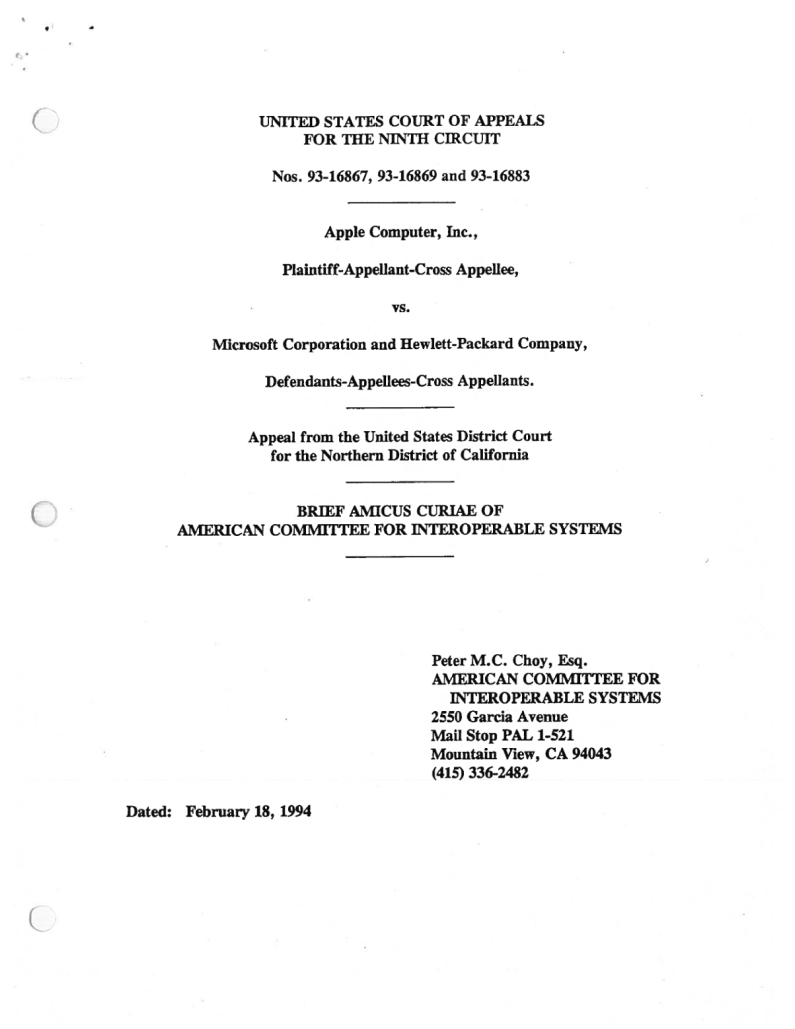 UNITED STATES COURT OF APPEALS
FOR THE NINTH CIRCUIT
Nos. 93-16867, 93-16869 and 93-16883
Apple Computer, Inc.,
Plaintiff-Appellant-Cross Appellee,
vs.
Microsoft Corporation and Hewlett-Packard Company,
Defendants-Appellees-Cross Appellants.
Appeal from the United States District Court
for the Northern District of California
BRIEF AMICUS CURIAE OF
AMERICAN COMMITTEE FOR INTEROPERABLE SYSTEMS
Peter M.C. Choy, Esq.
AMERICAN COMMITTEE FOR
INTEROPERABLE SYSTEMS
2550 Garcia Avenue
Mail Stop PAL 1-521
Mountain View, CA 94043
(415) 336-2482
Dated: February 18, 1994